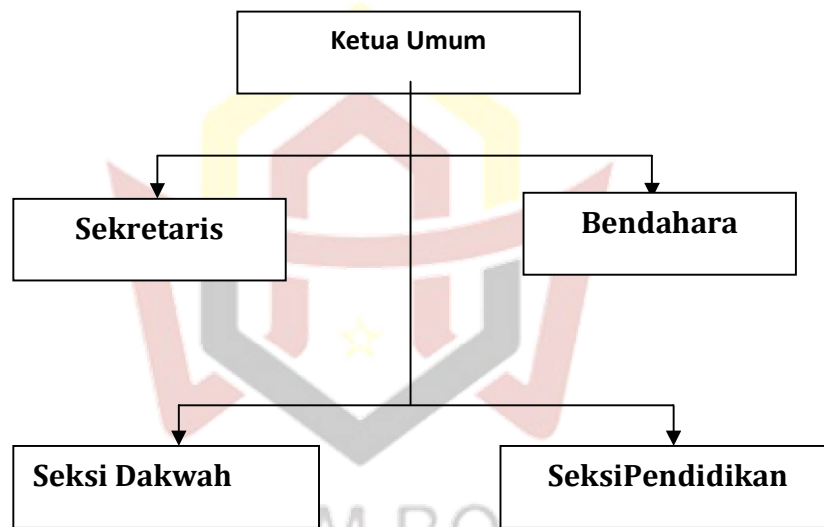 Ketua Umum
Sekretaris
Bendahara
Seksi Dakwah
SeksiPendidikan